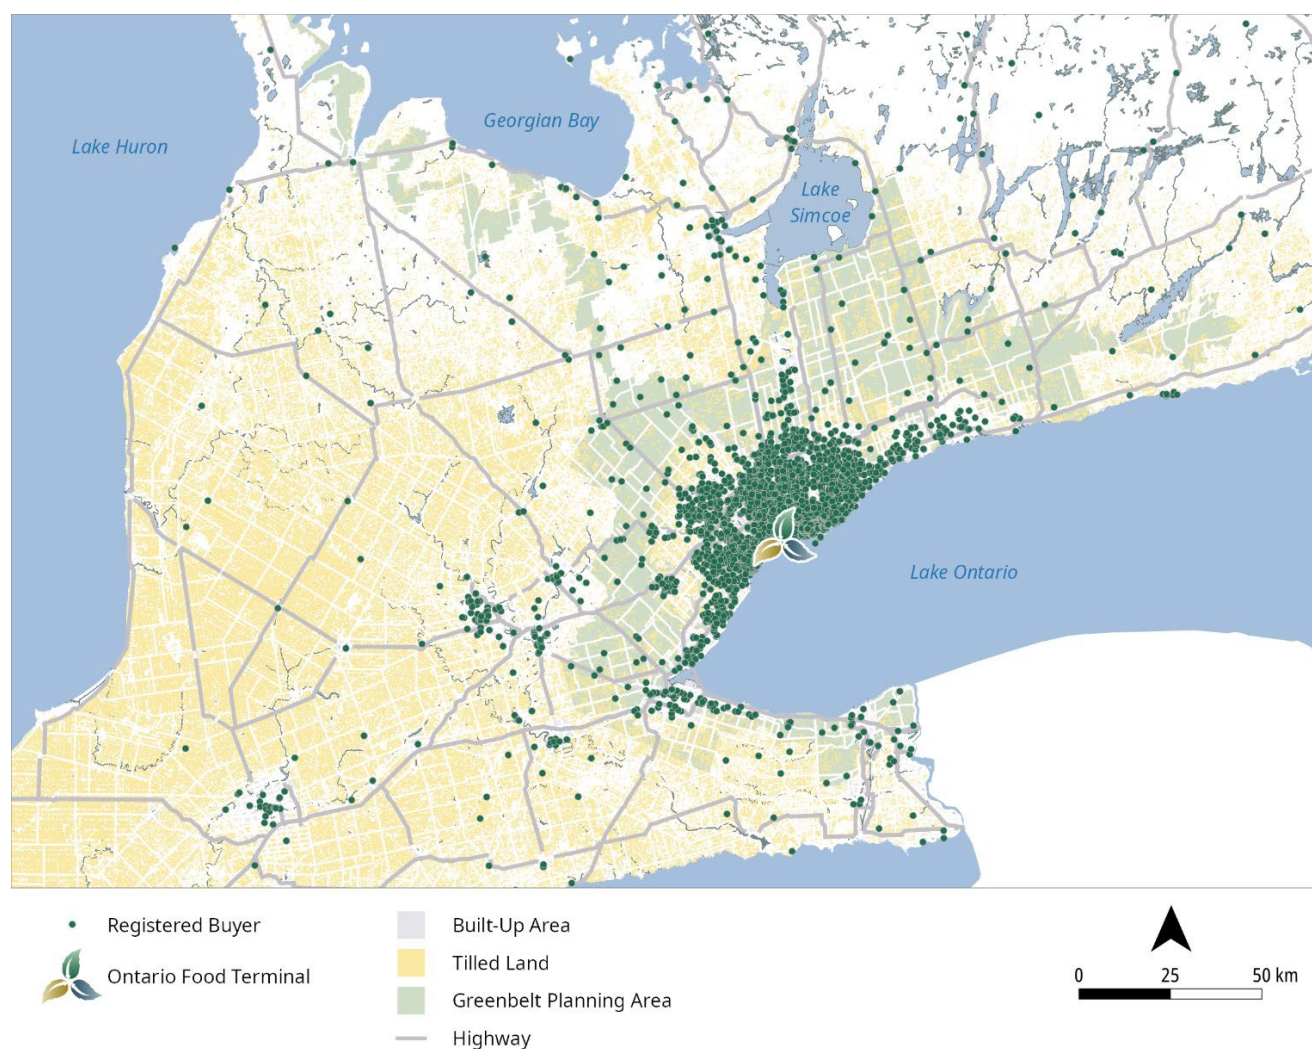 Lake Huron
Georgian Bay
Lake
Simcoe
Lake Ontario
Registered Buyer
Ontario Food Terminal
Built-Up Area
Tilled Land
Greenbelt Planning Area
Highway
0 25 50 km